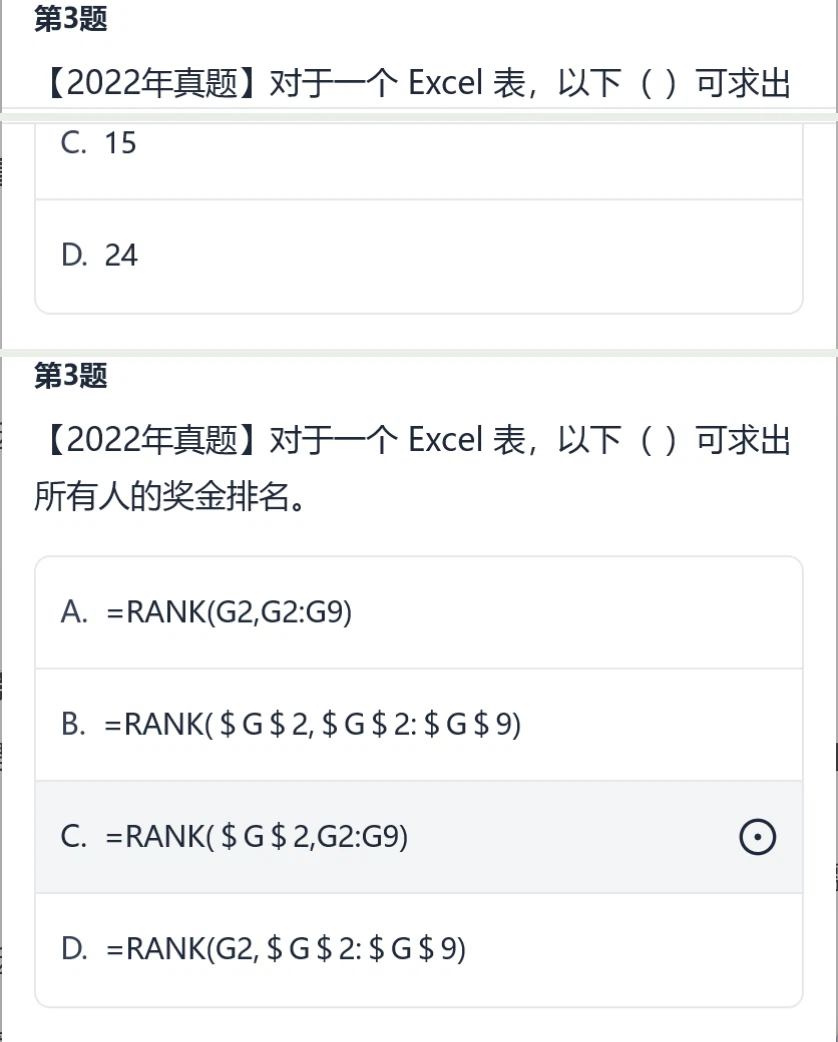 第3题
【2022年真题】对于一个 Excel 表，以下（ ）可求出
C. 15
D. 24
第3题
【2022年真题】对于一个 Excel 表，以下（ ）可求出
所有人的奖金排名。
A. =RANK(G2,G2:G9)
B. =RANK( $ G $ 2, $ G $ 2: $ G $ 9)
C. =RANK( $ G $ 2,G2:G9)
D. =RANK(G2, $ G $ 2: $ G $ 9)